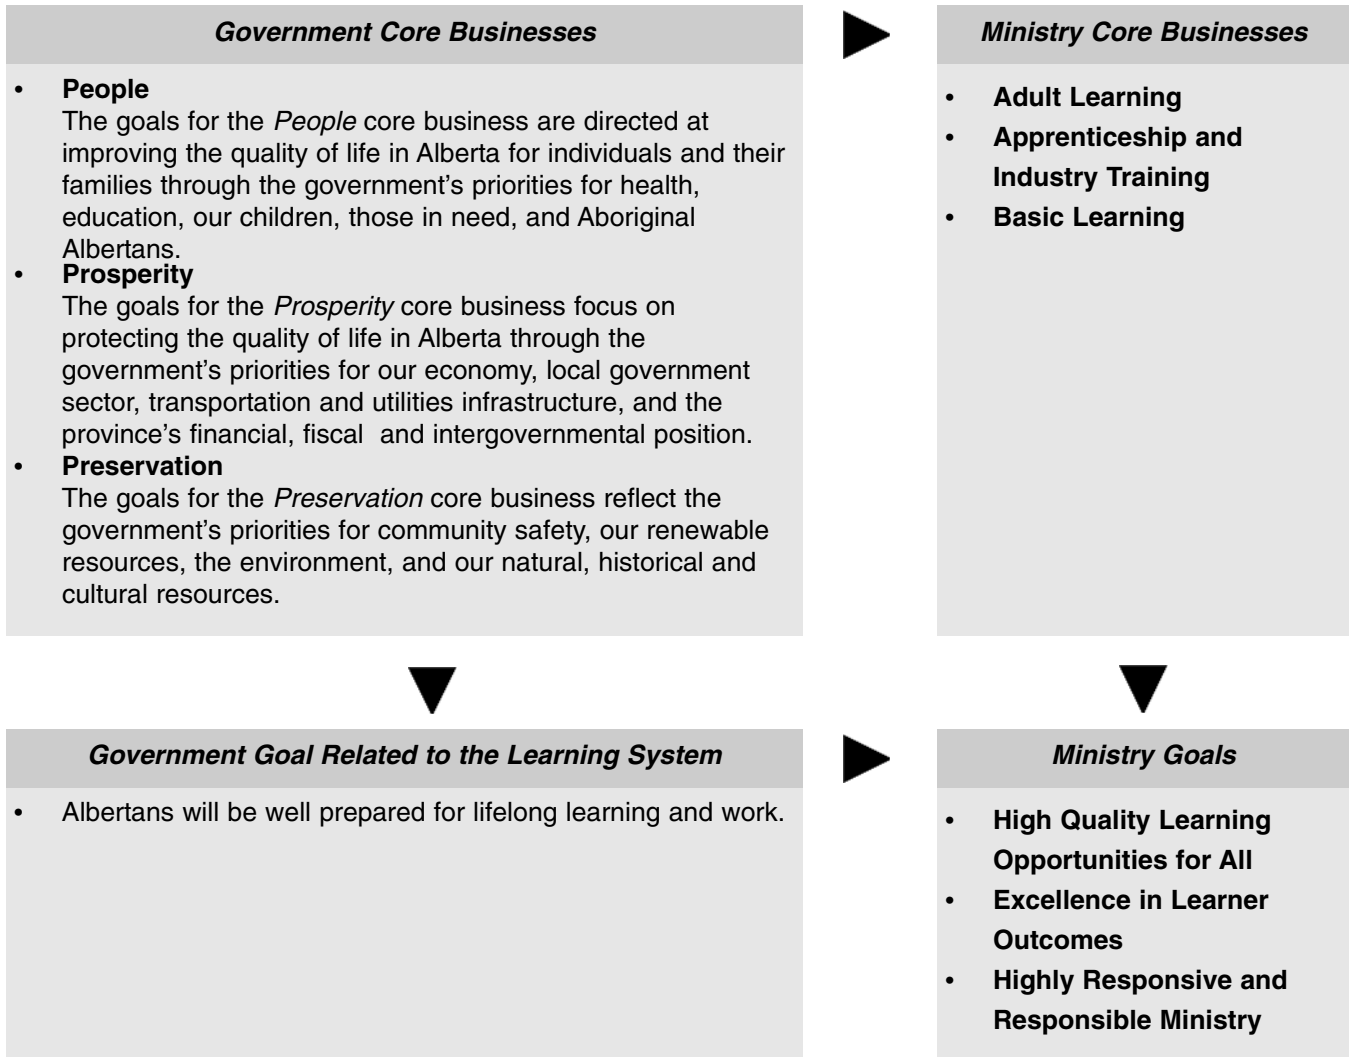 Government Core Businesses
• People
The goals for the People core business are directed at
improving the quality of life in Alberta for individuals and their
families through the government's priorities for health,
education, our children, those in need, and Aboriginal
Albertans.
• Prosperity
The goals for the Prosperity core business focus on
protecting the quality of life in Alberta through the
government's priorities for our economy, local government
sector, transportation and utilities infrastructure, and the
province's financial, fiscal  and intergovernmental position.
• Preservation
The goals for the Preservation core business reflect the
government's priorities for community safety, our renewable
resources, the environment, and our natural, historical and
cultural resources.
Ministry Core Businesses
• Adult Learning
• Apprenticeship and
Industry Training
• Basic Learning
Government Goal Related to the Learning System
• Albertans will be well prepared for lifelong learning and work.
Ministry Goals
• High Quality Learning
Opportunities for All
• Excellence in Learner
Outcomes
• Highly Responsive and
Responsible Ministry